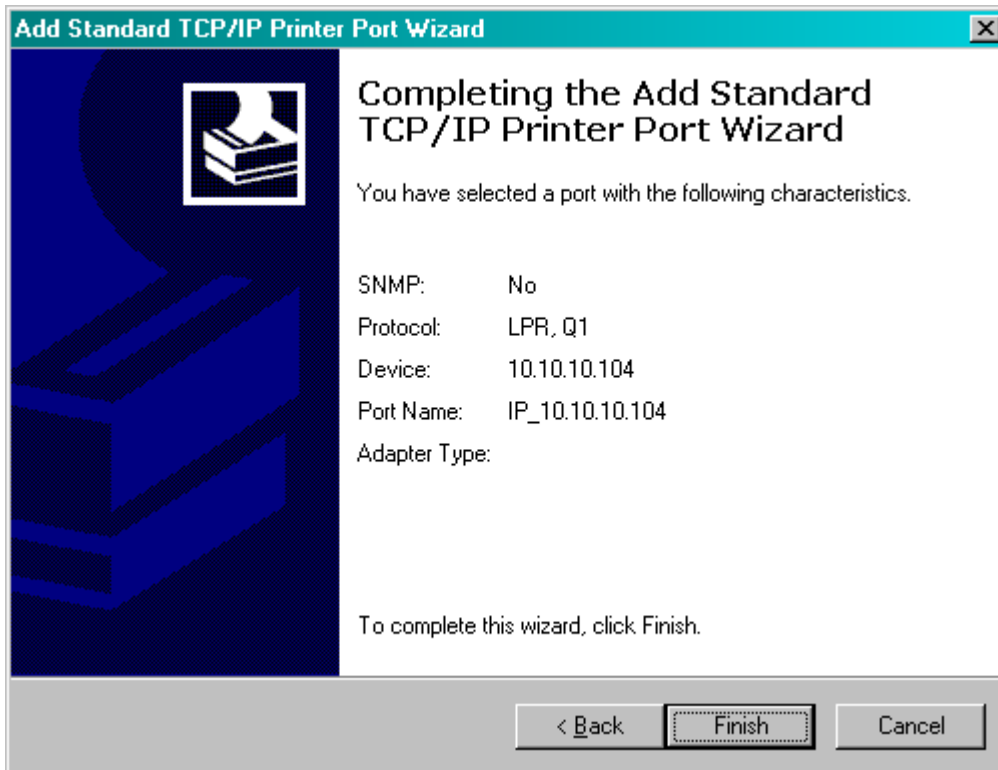 Add Standard TCP/IP Printer Port Wizard
Completing the Add Standard
TCP/IP Printer Port Wizard
You have selected a port with the following characteristics.
SNMP: No
Protocol: LPR, Q1
Device: 10.10.10.104
Port Name: IP_10.10.10.104
Adapter Type:
To complete this wizard, click Finish.
< Back Finish Cancel